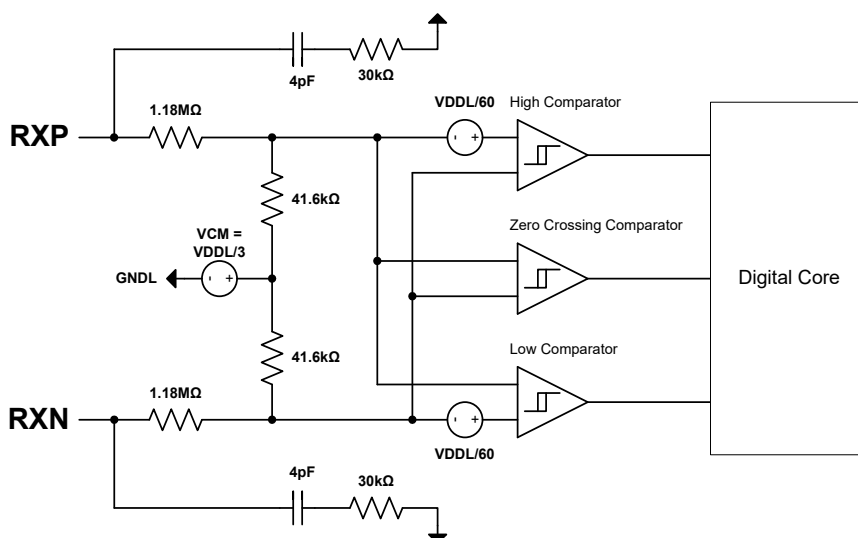 4pF
30kΩ
1.18MΩ
VDDL/60
High Comparator
RXP
-
+
41.6kΩ
Zero Crossing Comparator
VCM =
VDDL/3
GNDL
-
+
Digital Core
41.6kΩ
Low Comparator
1.18MΩ
RXN
-
+
VDDL/60
4pF
30kΩ